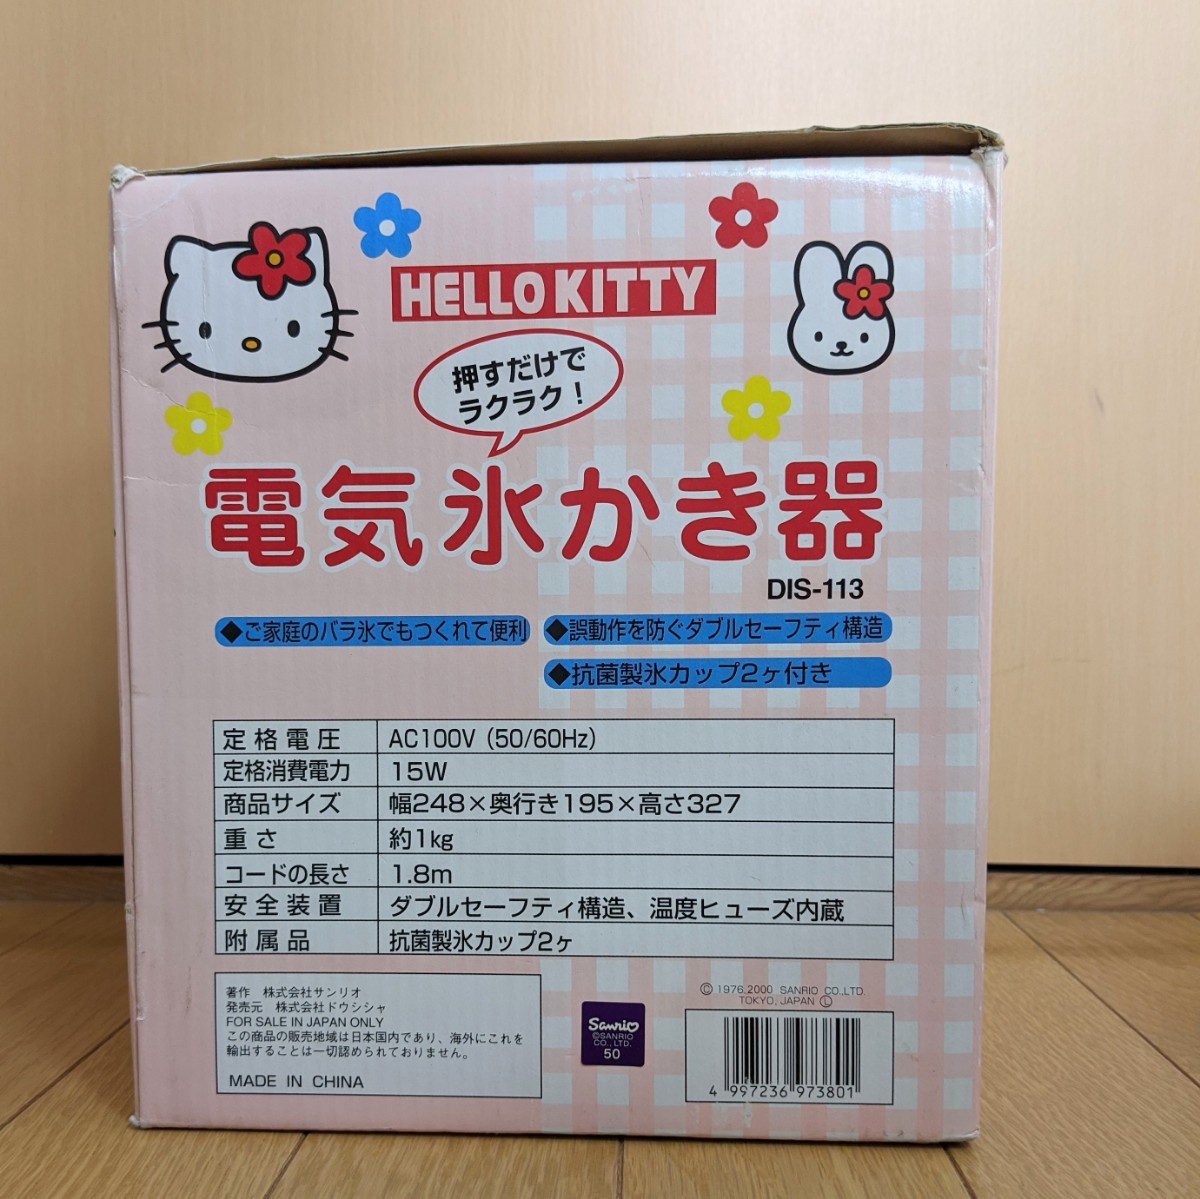 HELLO KITTY
押すだけで
ラクラク!
電気氷かき器
DIS-113
◆ご家庭のバラ氷でもつくれて便利
◆誤動作を防ぐダブルセーフティ構造
◆抗菌製氷カップ2ヶ付き
定格電圧 AC100V (50/60Hz)
定格消費電力 15W
商品サイズ 幅248×奥行き195×高さ327
重さ 約1kg
コードの長さ 1.8m
安全装置 ダブルセーフティ構造、温度ヒューズ内蔵
附属品 抗菌製氷カップ2ヶ
著作 株式会社サンリオ
発売元 株式会社ドウシシャ
FOR SALE IN JAPAN ONLY
この商品の販売地域は日本国内であり、海外にこれを
輸出することは一切認められておりません。
MADE IN CHINA
Sanrio
©SANRIO
CO., LTD.
50
© 1976,2000 SANRIO CO.,LTD.
TOKYO, JAPAN Ⓛ
4 997236 973801